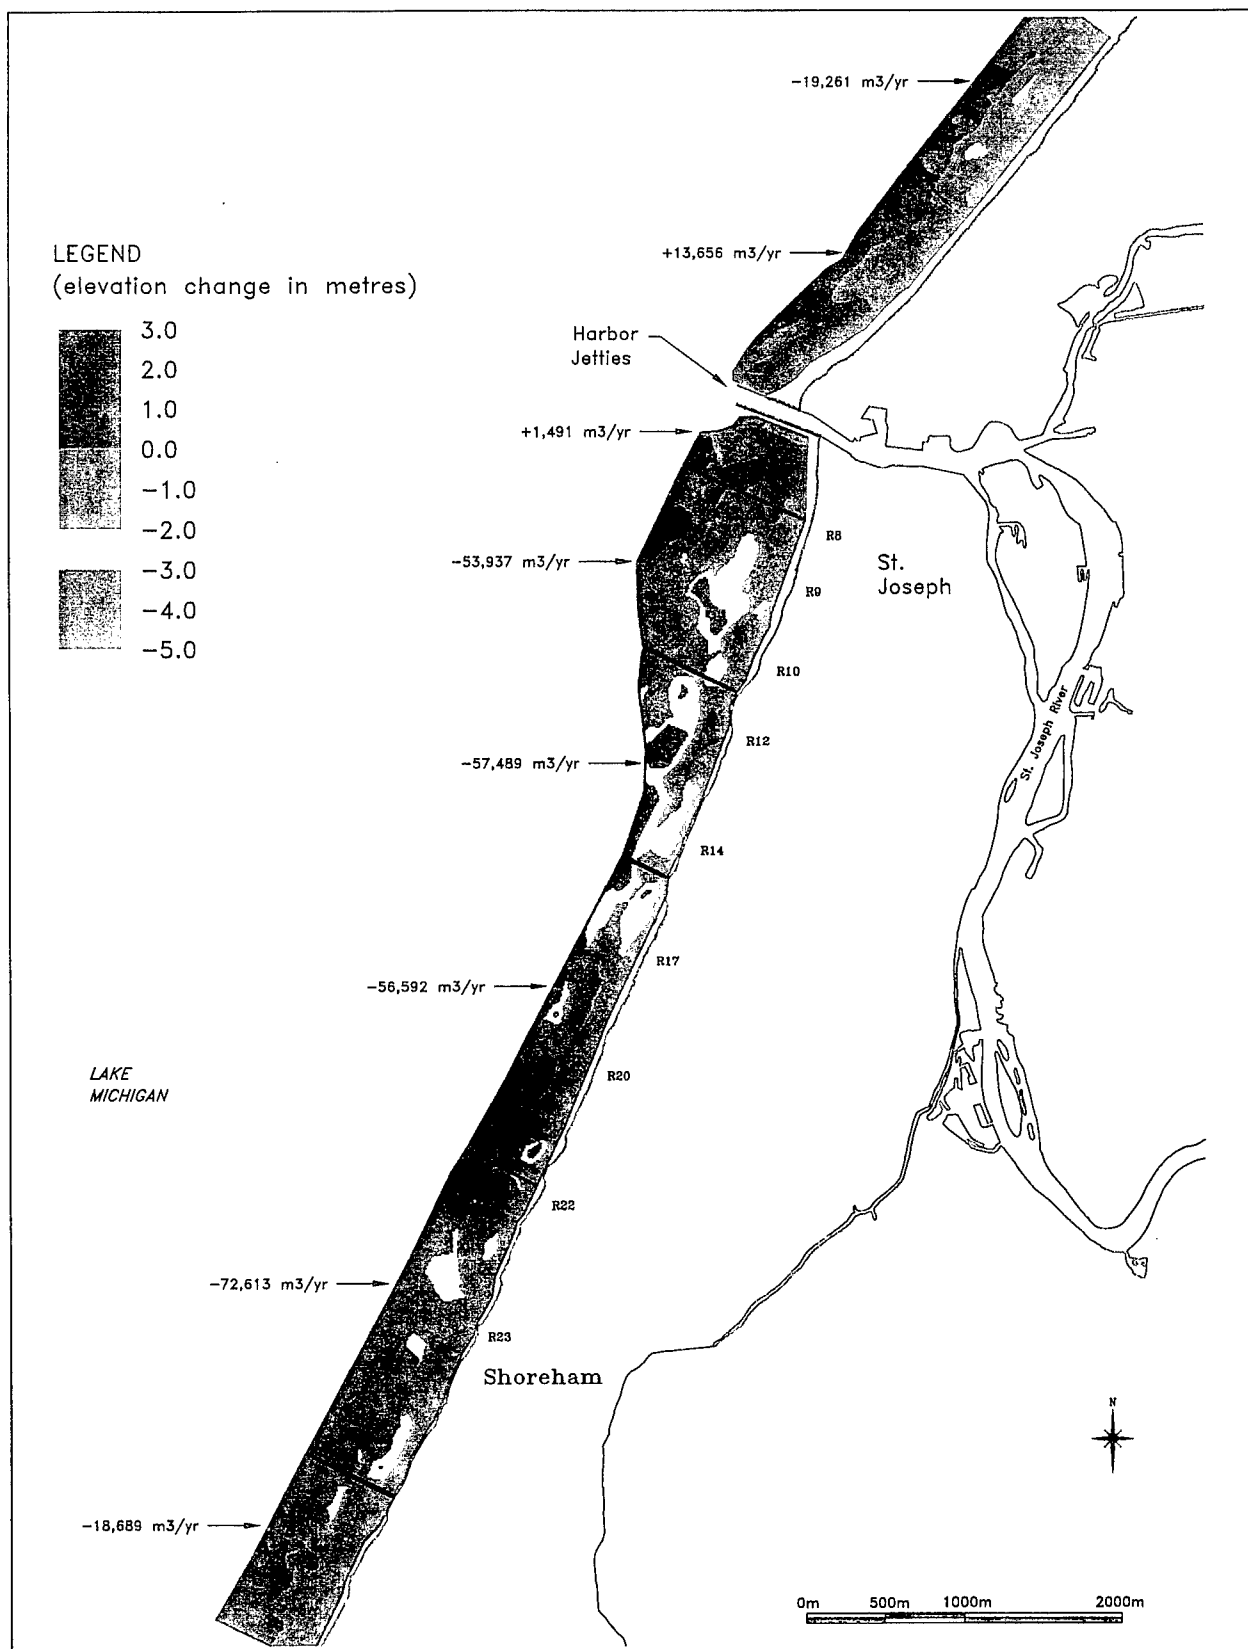 -19,261 m3/yr
+13,656 m3/yr
LEGEND
(elevation change in metres)
3.0
2.0
1.0
0.0
-1.0
-2.0
-3.0
-4.0
-5.0
Harbor
Jetties
+1,491 m3/yr
R8
-53,937 m3/yr
St.
Joseph
R9
R10
St. Joseph River
R12
-57,489 m3/yr
R14
R17
-56,592 m3/yr
LAKE
MICHIGAN
R20
R22
-72,613 m3/yr
R23
Shoreham
N
-18,689 m3/yr
0m 500m 1000m 2000m